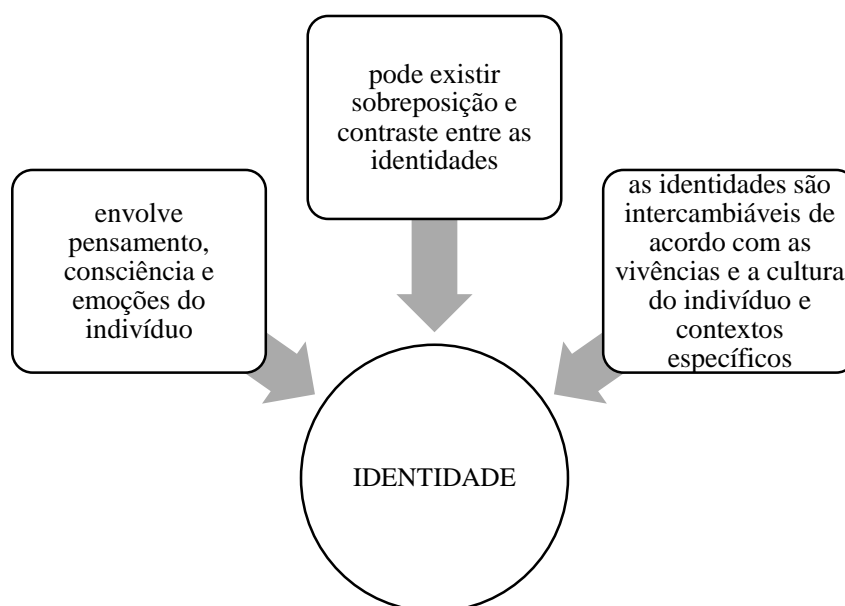 pode existir
sobreposição e
contraste entre as
identidades
envolve
pensamento,
consciência e
emoções do
indivíduo
as identidades são
intercambiáveis de
acordo com as
vivências e a cultura
do indivíduo e
contextos
específicos
IDENTIDADE